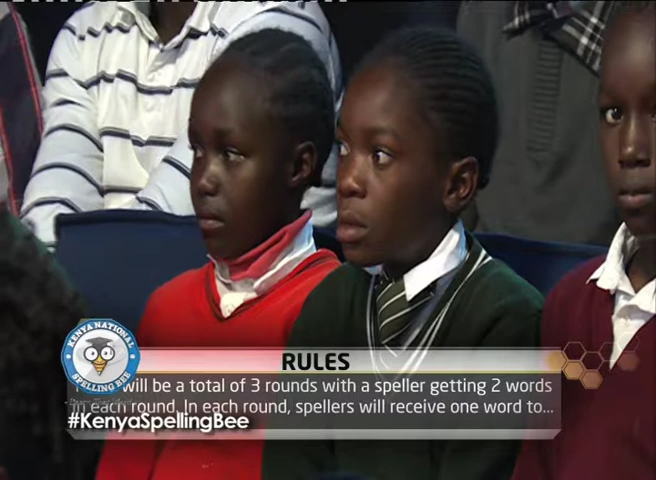 RULES
will be a total of 3 rounds with a speller getting 2 words
in each round. In each round, spellers will receive one word to...
#KenyaSpellingBee
KENYA NATIONAL
SPELLING BEE